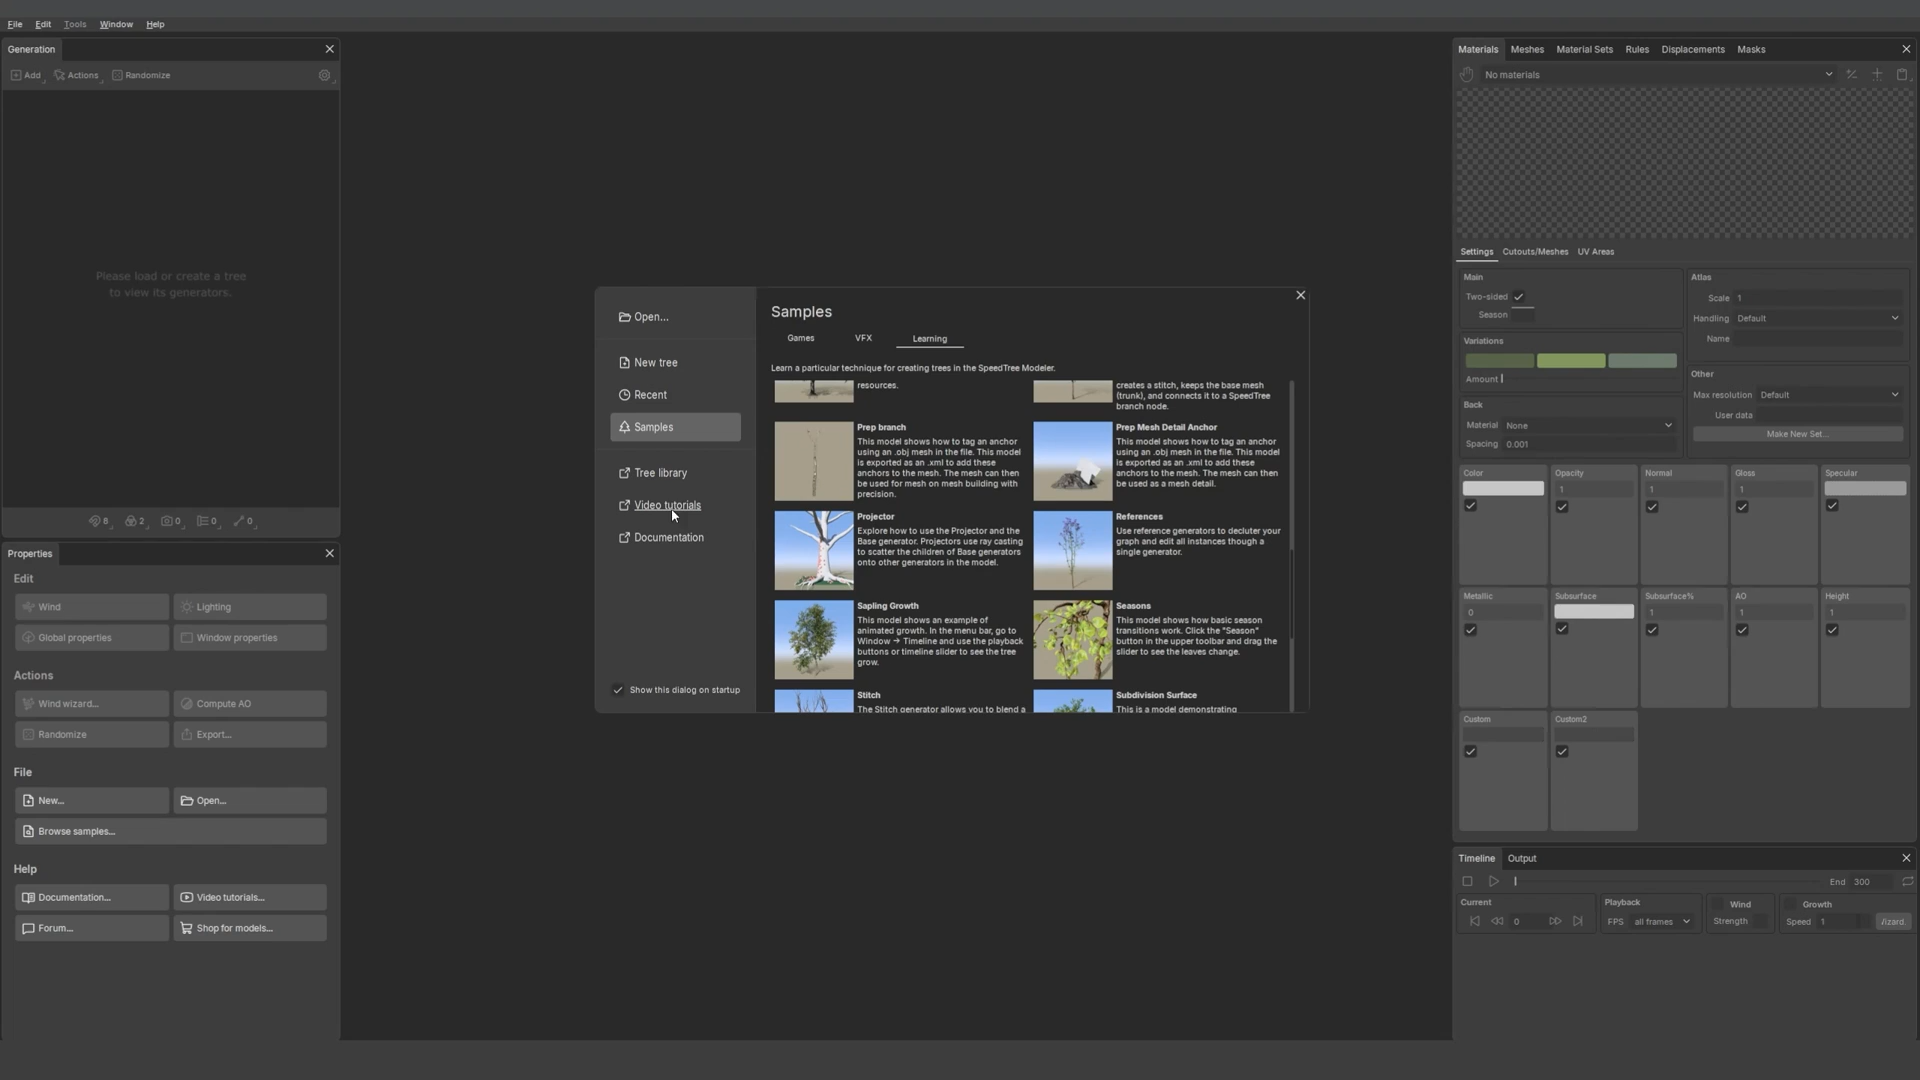 File Edit Tools Window Help
Generation
Add Actions Randomize
Please load or create a tree
to view its generators.
8 2 0 0 0
Properties
Edit
Wind Lighting
Global properties Window properties
Actions
Wind wizard... Compute AO
Randomize Export...
File
New... Open...
Browse samples...
Help
Documentation... Video tutorials...
Forum... Shop for models...
Open...
New tree
Recent
Samples
Tree library
Video tutorials
Documentation
Show this dialog on startup
Samples
Games VFX Learning
Learn a particular technique for creating trees in the SpeedTree Modeler.
resources.
creates a stitch, keeps the base mesh
(trunk), and connects it to a SpeedTree
branch node.
Prep branch
This model shows how to tag an anchor
using an .obj mesh in the file. This model
is exported as an .xml to add these
anchors to the mesh. The mesh can then
be used for mesh on mesh building with
precision.
Prep Mesh Detail Anchor
This model shows how to tag an anchor
using an .obj mesh in the file. This model
is exported as an .xml to add these
anchors to the mesh. The mesh can then
be used as a mesh detail.
Projector
Explore how to use the Projector and the
Base generator. Projectors use ray casting
to scatter the children of Base generators
onto other generators in the model.
References
Use reference generators to declutter your
graph and edit all instances though a
single generator.
Sapling Growth
This model shows an example of
animated growth. In the menu bar, go to
Window → Timeline and use the playback
buttons or timeline slider to see the tree
grow.
Seasons
This model shows how basic season
transitions work. Click the "Season"
button in the upper toolbar and drag the
slider to see the leaves change.
Stitch
The Stitch generator allows you to blend a
Subdivision Surface
This is a model demonstrating
Materials Meshes Material Sets Rules Displacements Masks
No materials
Settings Cutouts/Meshes UV Areas
Main
Two-sided
Season
Variations
Amount
Back
Material None
Spacing 0.001
Atlas
Scale 1
Handling Default
Name
Other
Max resolution Default
User data
Make New Set...
Color Opacity Normal Gloss Specular
1 1 1
Metallic Subsurface Subsurface% AO Height
0 1 1 1
Custom Custom2
Timeline Output
End 300
Current Playback Wind Growth
0 FPS all frames Strength Speed 1 /izard